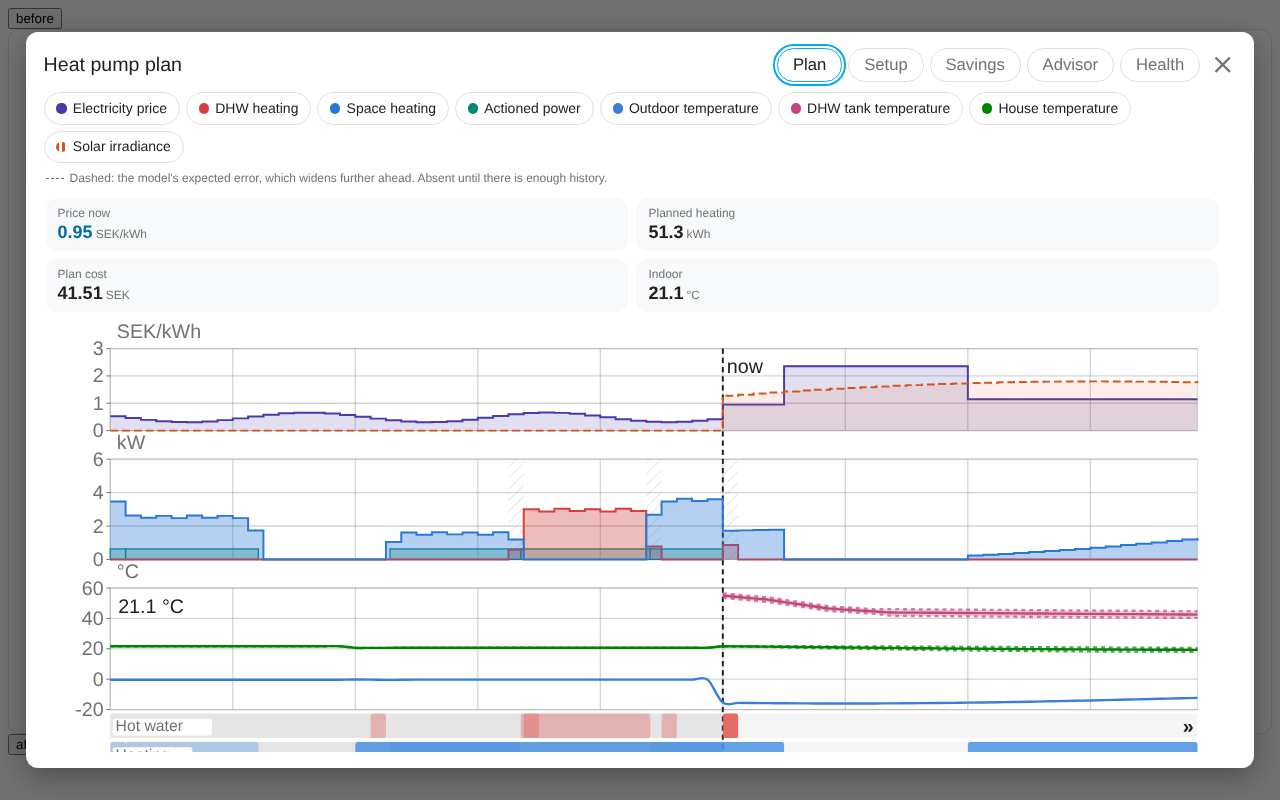 before
Heat pump plan
Plan
Setup
Savings
Advisor
Health
Electricity price
DHW heating
Space heating
Actioned power
Outdoor temperature
DHW tank temperature
House temperature
Solar irradiance
Dashed: the model's expected error, which widens further ahead. Absent until there is enough history.
Price now
0.95 SEK/kWh
Planned heating
51.3 kWh
Plan cost
41.51 SEK
Indoor
21.1 °C
SEK/kWh
3
2
1
0
now
kW
6
4
2
0
°C
60
40
20
0
-20
21.1 °C
Hot water
»